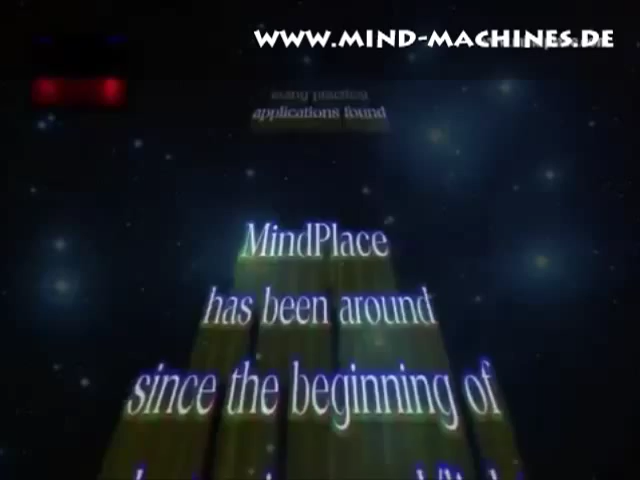 WWW.MIND-MACHINES.DE
applications found
MindPlace
has been around
since the beginning of